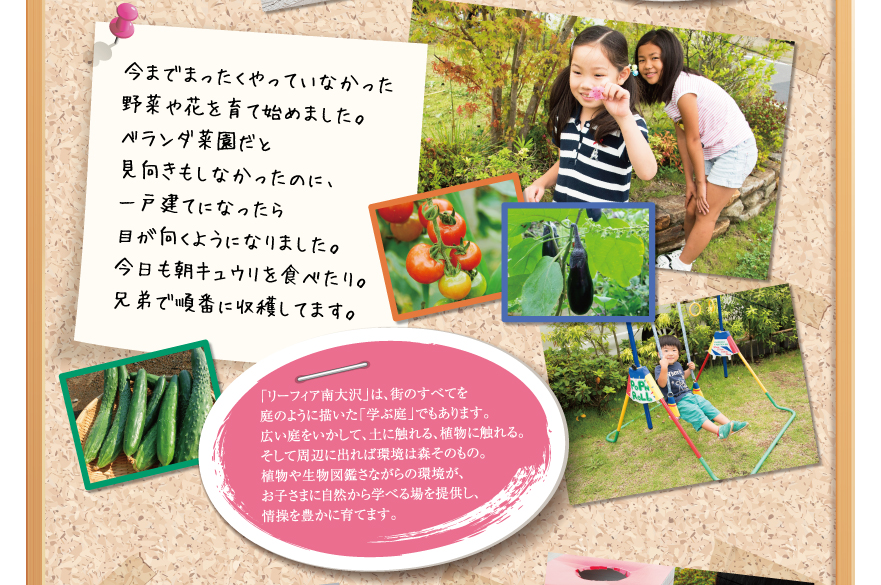 今までまったくやっていなかった
野菜や花を育て始めました。
ベランダ菜園だと
見向きもしなかったのに、
一戸建てになったら
目が向くようになりました。
今日も朝キュウリを食べたり。
兄弟で順番に収穫してます。
「リーフィア南大沢」は、街のすべてを
庭のように描いた「学ぶ庭」でもあります。
広い庭をいかして、土に触れる、植物に触れる。
そして周辺に出れば環境は森そのもの。
植物や生物図鑑さながらの環境が、
お子さまに自然から学べる場を提供し、
情操を豊かに育てます。